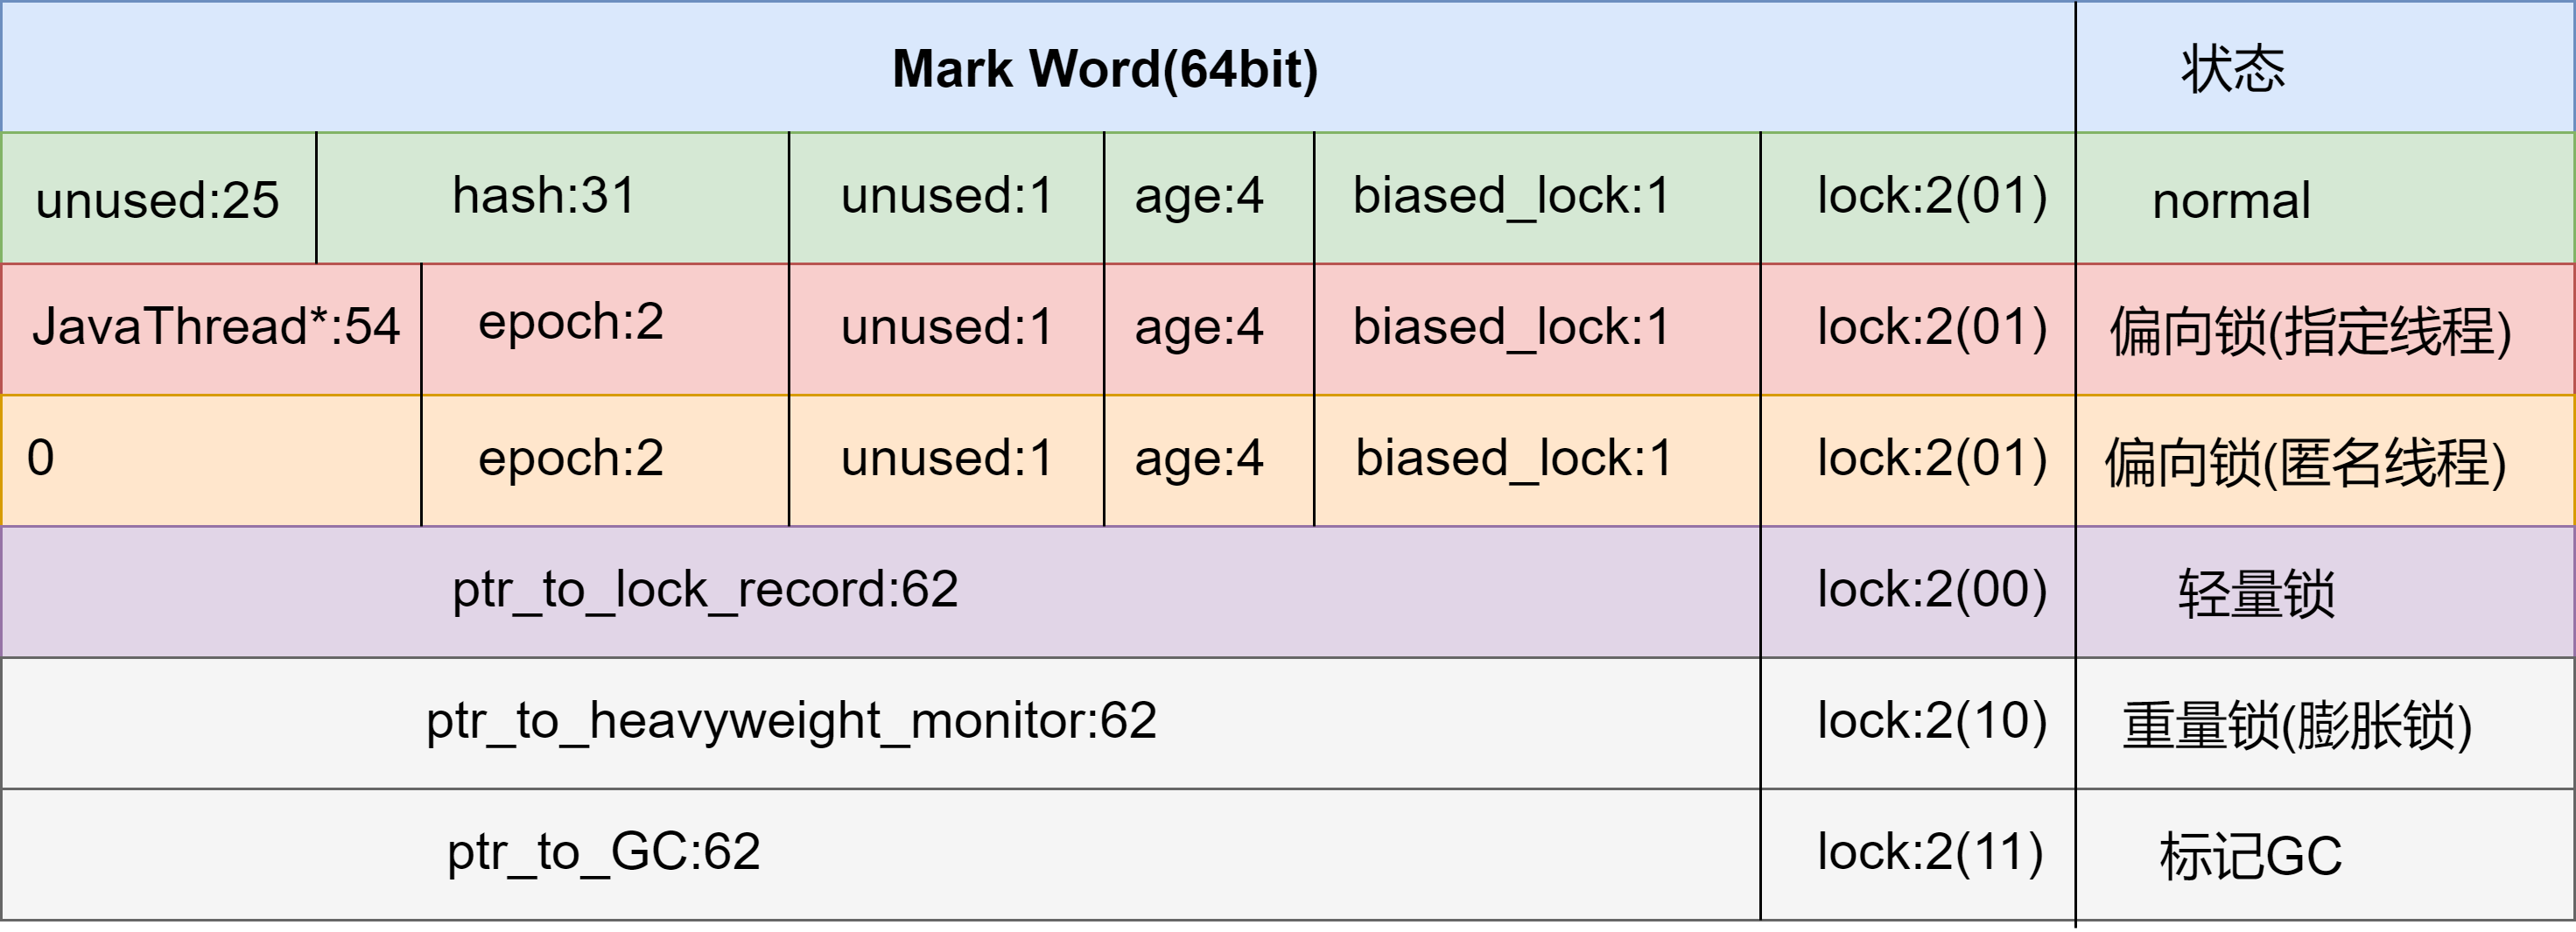 Mark Word(64bit) 状态
unused:25 hash:31 unused:1 age:4 biased_lock:1 lock:2(01) normal
JavaThread*:54 epoch:2 unused:1 age:4 biased_lock:1 lock:2(01) 偏向锁(指定线程)
0 epoch:2 unused:1 age:4 biased_lock:1 lock:2(01) 偏向锁(匿名线程)
ptr_to_lock_record:62 lock:2(00) 轻量锁
ptr_to_heavyweight_monitor:62 lock:2(10) 重量锁(膨胀锁)
ptr_to_GC:62 lock:2(11) 标记GC